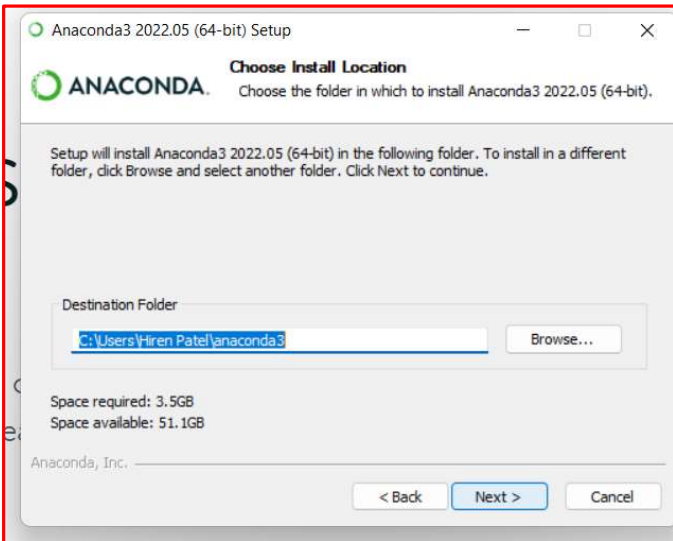 Anaconda3 2022.05 (64-bit) Setup
ANACONDA.
Choose Install Location
Choose the folder in which to install Anaconda3 2022.05 (64-bit).
Setup will install Anaconda3 2022.05 (64-bit) in the following folder. To install in a different
folder, click Browse and select another folder. Click Next to continue.
Destination Folder
C:\Users\Hiren Patel\anaconda3
Browse...
Space required: 3.5GB
Space available: 51.1GB
Anaconda, Inc.
< Back
Next >
Cancel